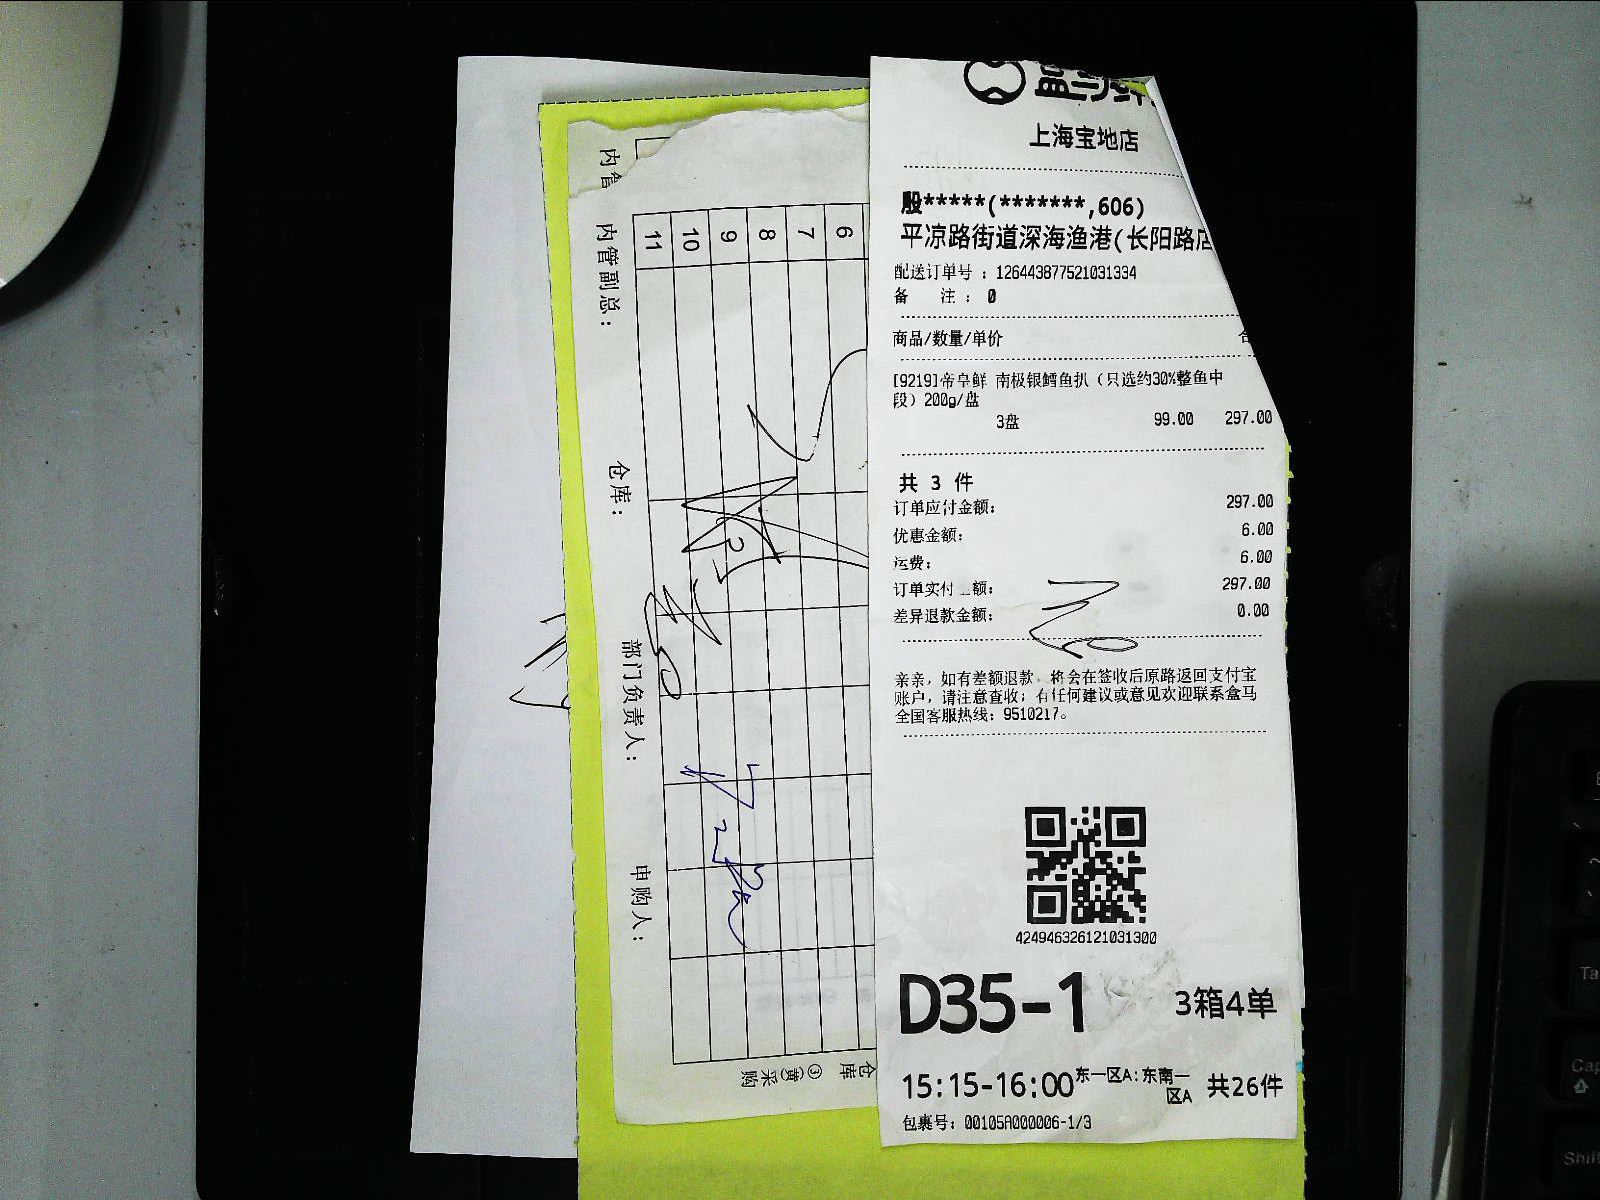 上海宝地店
殷*****(*******,606)
平凉路街道深海渔港(长阳路店
配送订单号 : 126443877521031334
备 注 : 0
商品/数量/单价
[9219]帝皇鲜 南极银鳕鱼扒(只选约30%整鱼中
段)200g/盘
3盘 99.00 297.00
共 3 件
订单应付金额: 297.00
优惠金额: 6.00
运费: 6.00
订单实付 额: 297.00
差异退款金额: 0.00
亲亲, 如有差额退款, 将会在签收后原路返回支付宝
账户, 请注意查收; 有任何建议或意见欢迎联系盒马
全国客服热线: 9510217。
424946326121031300
D35-1 3箱4单
15:15-16:00 东一区A:东南一
区A 共26件
包裹号: 00105A000006-1/3
6
7
8
9
10
11
内管
内管副总:
仓库:
部门负责人:
申购人:
仓库
③(黄)采购